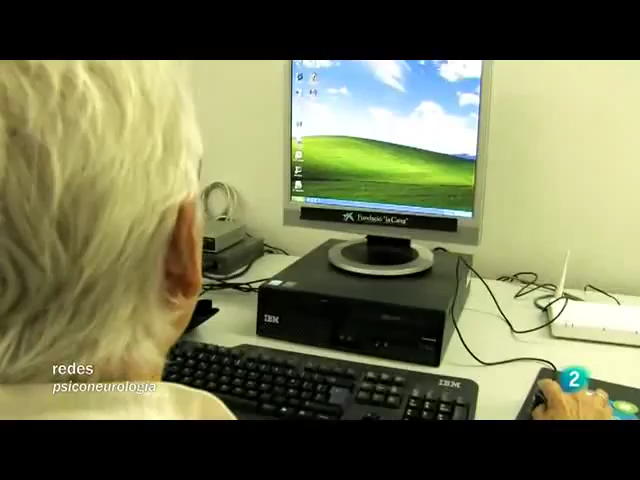 Fundació "la Caixa"
IBM
IBM
redes
psiconeurología
2